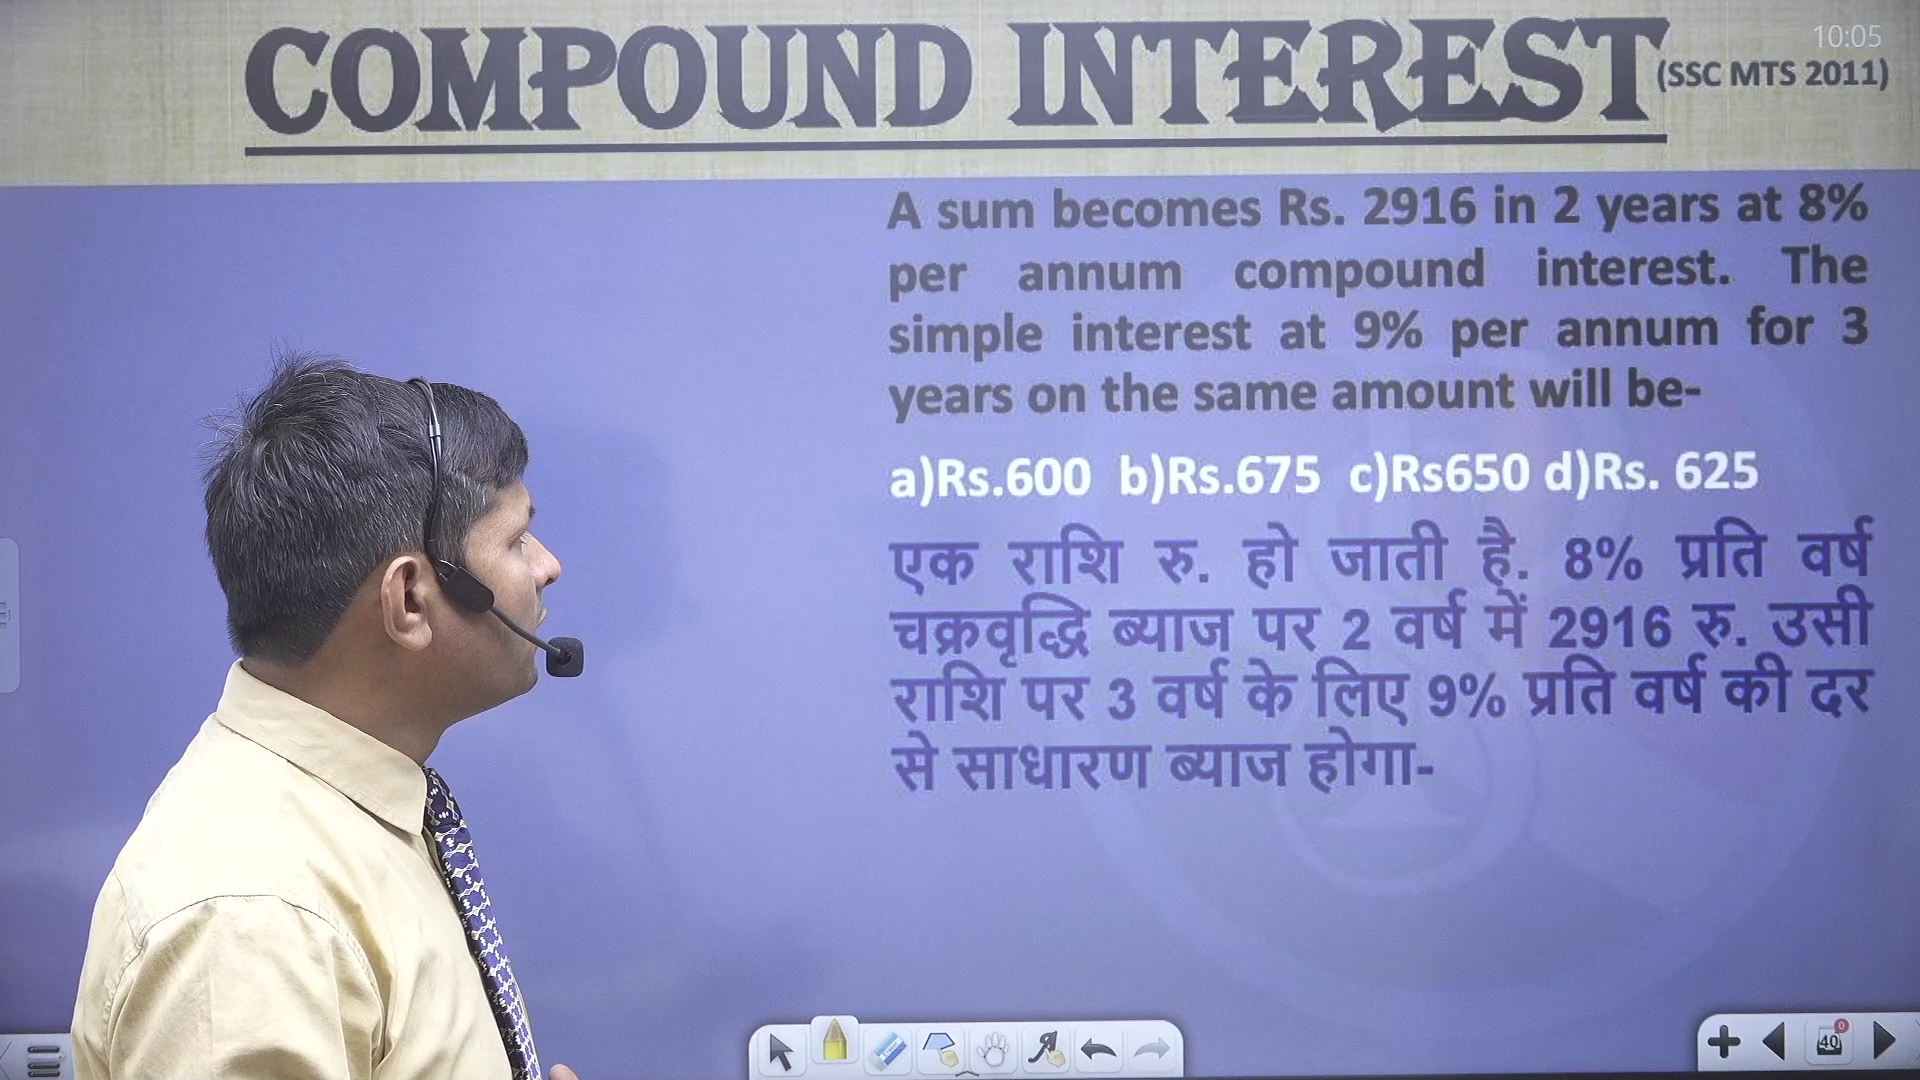 COMPOUND INTEREST
10:05
(SSC MTS 2011)
A sum becomes Rs. 2916 in 2 years at 8%
per annum compound interest. The
simple interest at 9% per annum for 3
years on the same amount will be-
a)Rs.600 b)Rs.675 c)Rs650 d)Rs. 625
एक राशि रु. हो जाती है. 8% प्रति वर्ष
चक्रवृद्धि ब्याज पर 2 वर्ष में 2916 रु. उसी
राशि पर 3 वर्ष के लिए 9% प्रति वर्ष की दर
से साधारण ब्याज होगा-
0
40